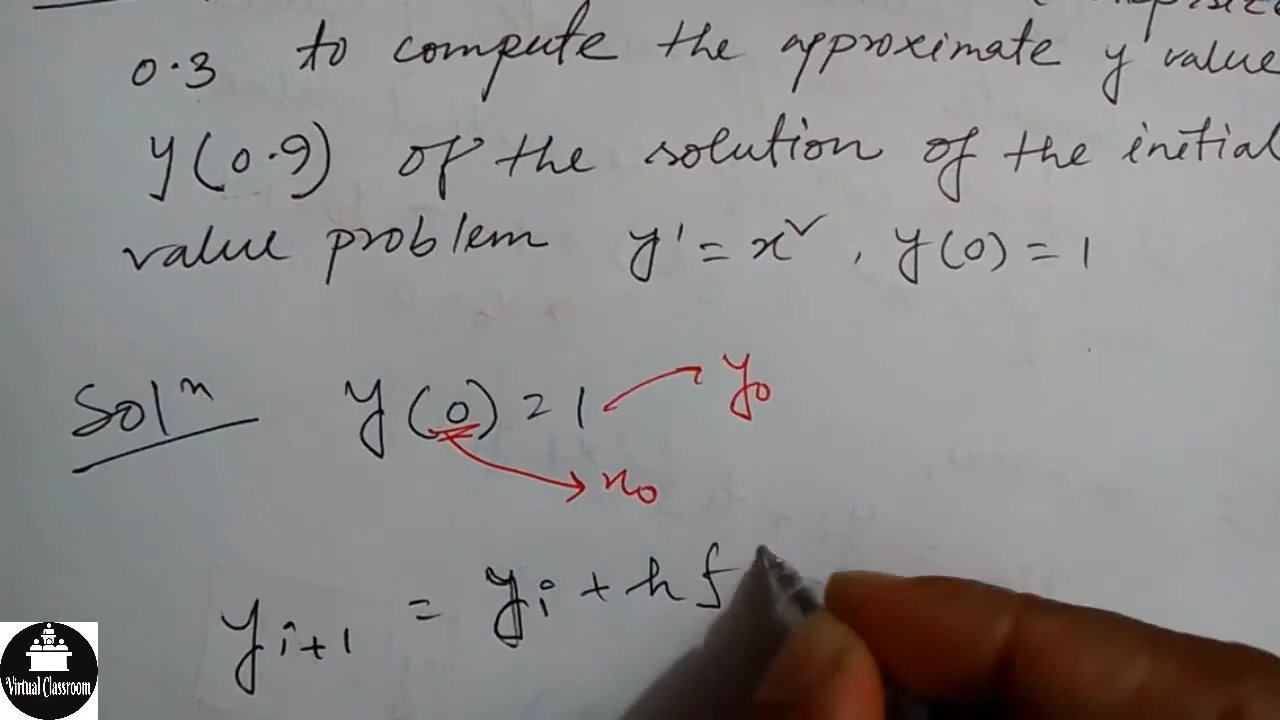 0.3 to compute the approximate y value
y(0.9) of the solution of the initial
value problem y' = x², y(0) = 1
Solⁿ y(0) = 1 → y₀
→ x₀
yᵢ₊₁ = yᵢ + h f
Virtual Classroom